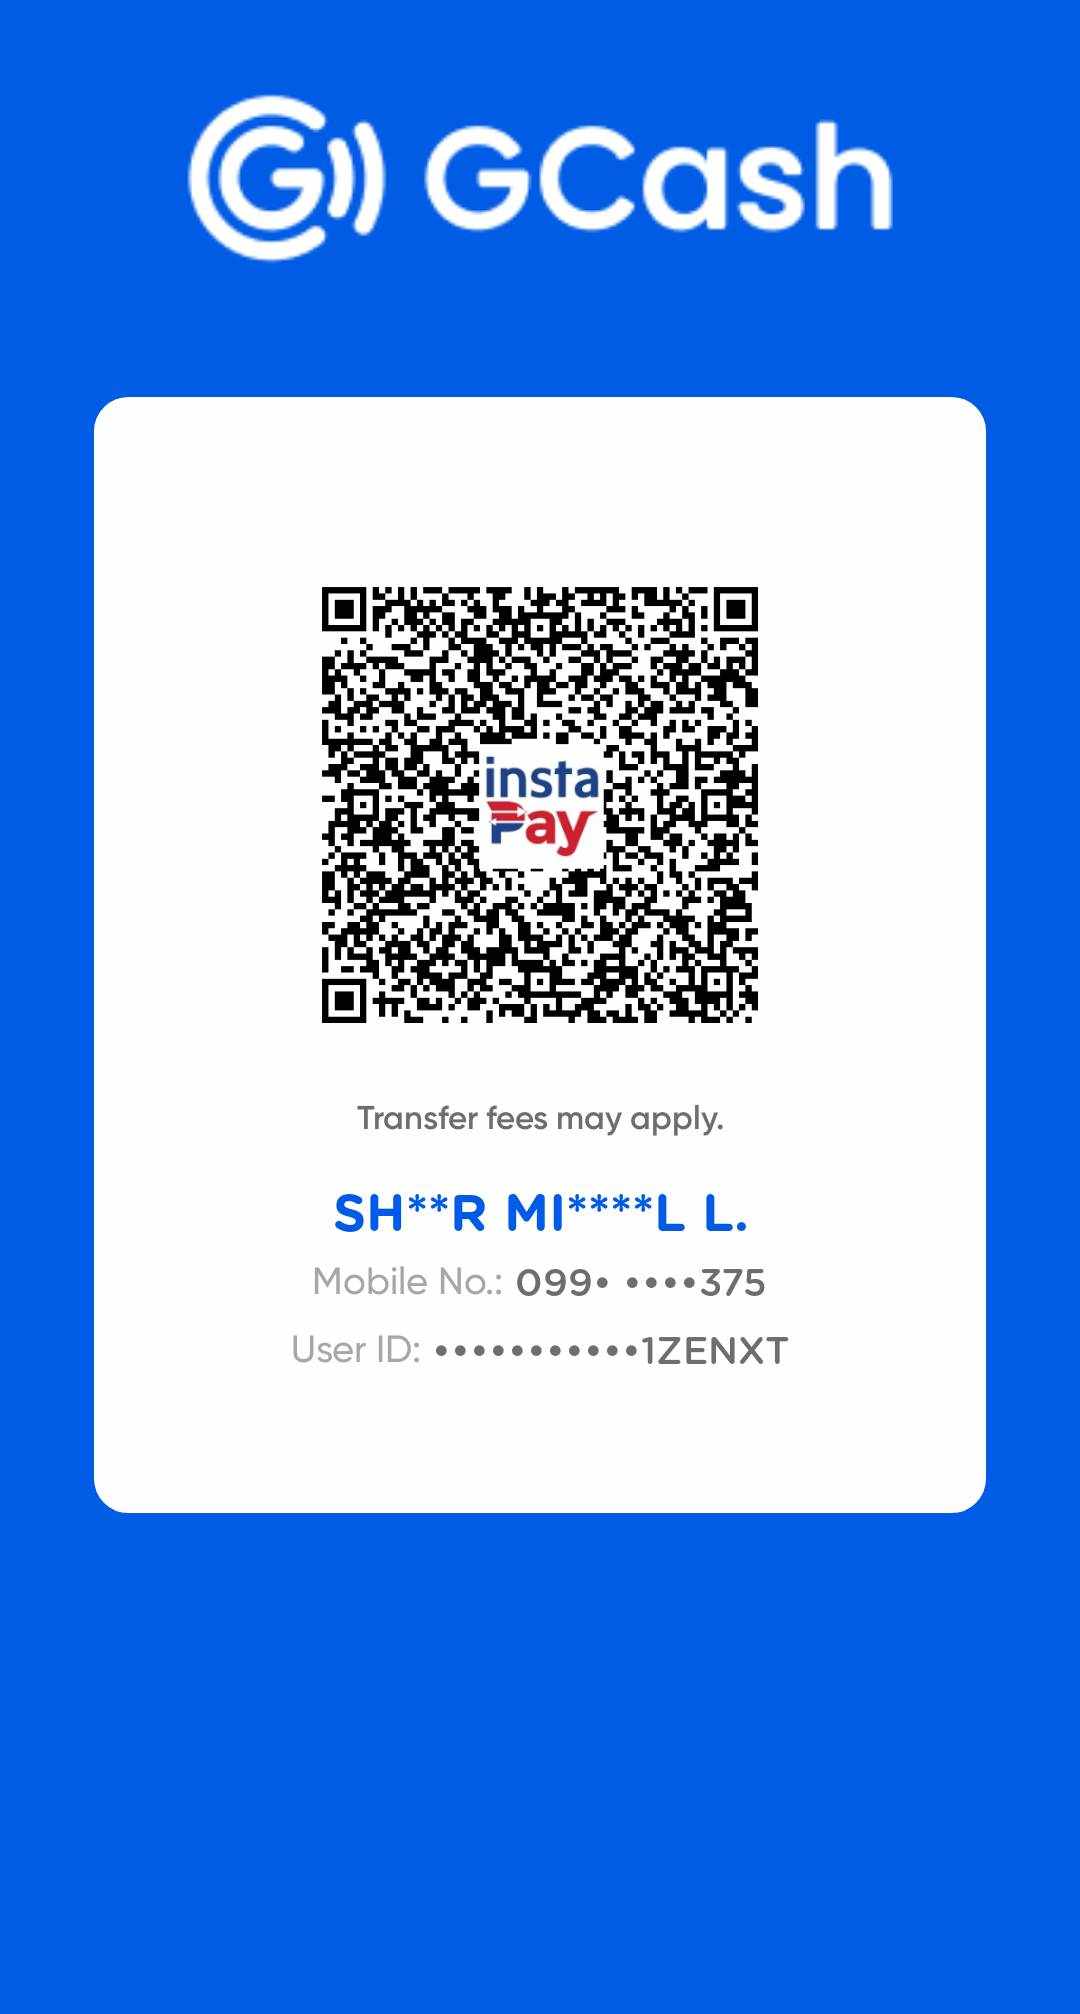 GCash
insta
Pay
Transfer fees may apply.
SH**R MI****L L.
Mobile No.: 099• ••••375
User ID: •••••••••••1ZENXT